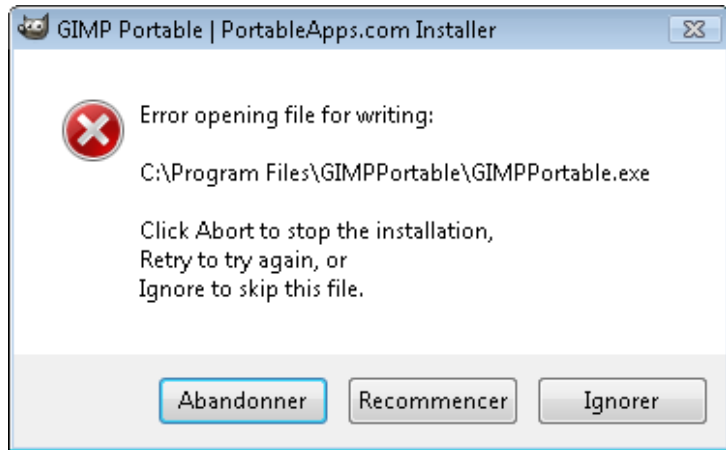 GIMP Portable | PortableApps.com Installer
Error opening file for writing:
C:\Program Files\GIMPPortable\GIMPPortable.exe
Click Abort to stop the installation,
Retry to try again, or
Ignore to skip this file.
Abandonner Recommencer Ignorer